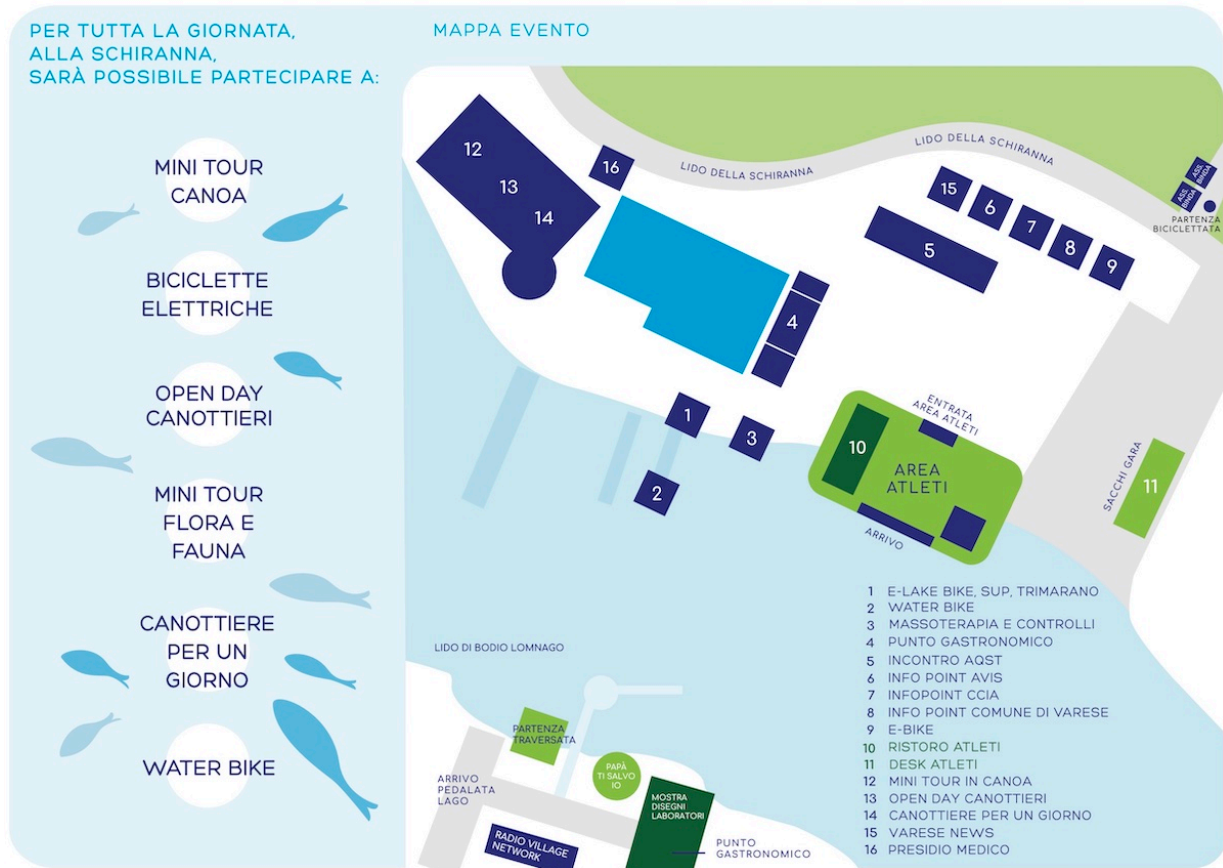 PER TUTTA LA GIORNATA,
ALLA SCHIRANNA,
SARÀ POSSIBILE PARTECIPARE A:
MINI TOUR
CANOA
BICICLETTE
ELETTRICHE
OPEN DAY
CANOTTIERI
MINI TOUR
FLORA E
FAUNA
CANOTTIERE
PER UN
GIORNO
WATER BIKE
MAPPA EVENTO
12
13
14
16
LIDO DELLA SCHIRANNA
LIDO DELLA SCHIRANNA
15
6
7
8
9
5
ASS.
BINDA
ASS.
BINDA
PARTENZA
BICICLETTATA
4
1
3
2
ENTRATA
AREA ATLETI
10
AREA
ATLETI
ARRIVO
SACCHI GARA
11
LIDO DI BODIO LOMNAGO
PARTENZA
TRAVERSATA
PAPÀ
TI SALVO
IO
ARRIVO
PEDALATA
LAGO
MOSTRA
DISEGNI
LABORATORI
RADIO VILLAGE
NETWORK
PUNTO
GASTRONOMICO
1 E-LAKE BIKE, SUP, TRIMARANO
2 WATER BIKE
3 MASSOTERAPIA E CONTROLLI
4 PUNTO GASTRONOMICO
5 INCONTRO AQST
6 INFO POINT AVIS
7 INFOPOINT CCIA
8 INFO POINT COMUNE DI VARESE
9 E-BIKE
10 RISTORO ATLETI
11 DESK ATLETI
12 MINI TOUR IN CANOA
13 OPEN DAY CANOTTIERI
14 CANOTTIERE PER UN GIORNO
15 VARESE NEWS
16 PRESIDIO MEDICO